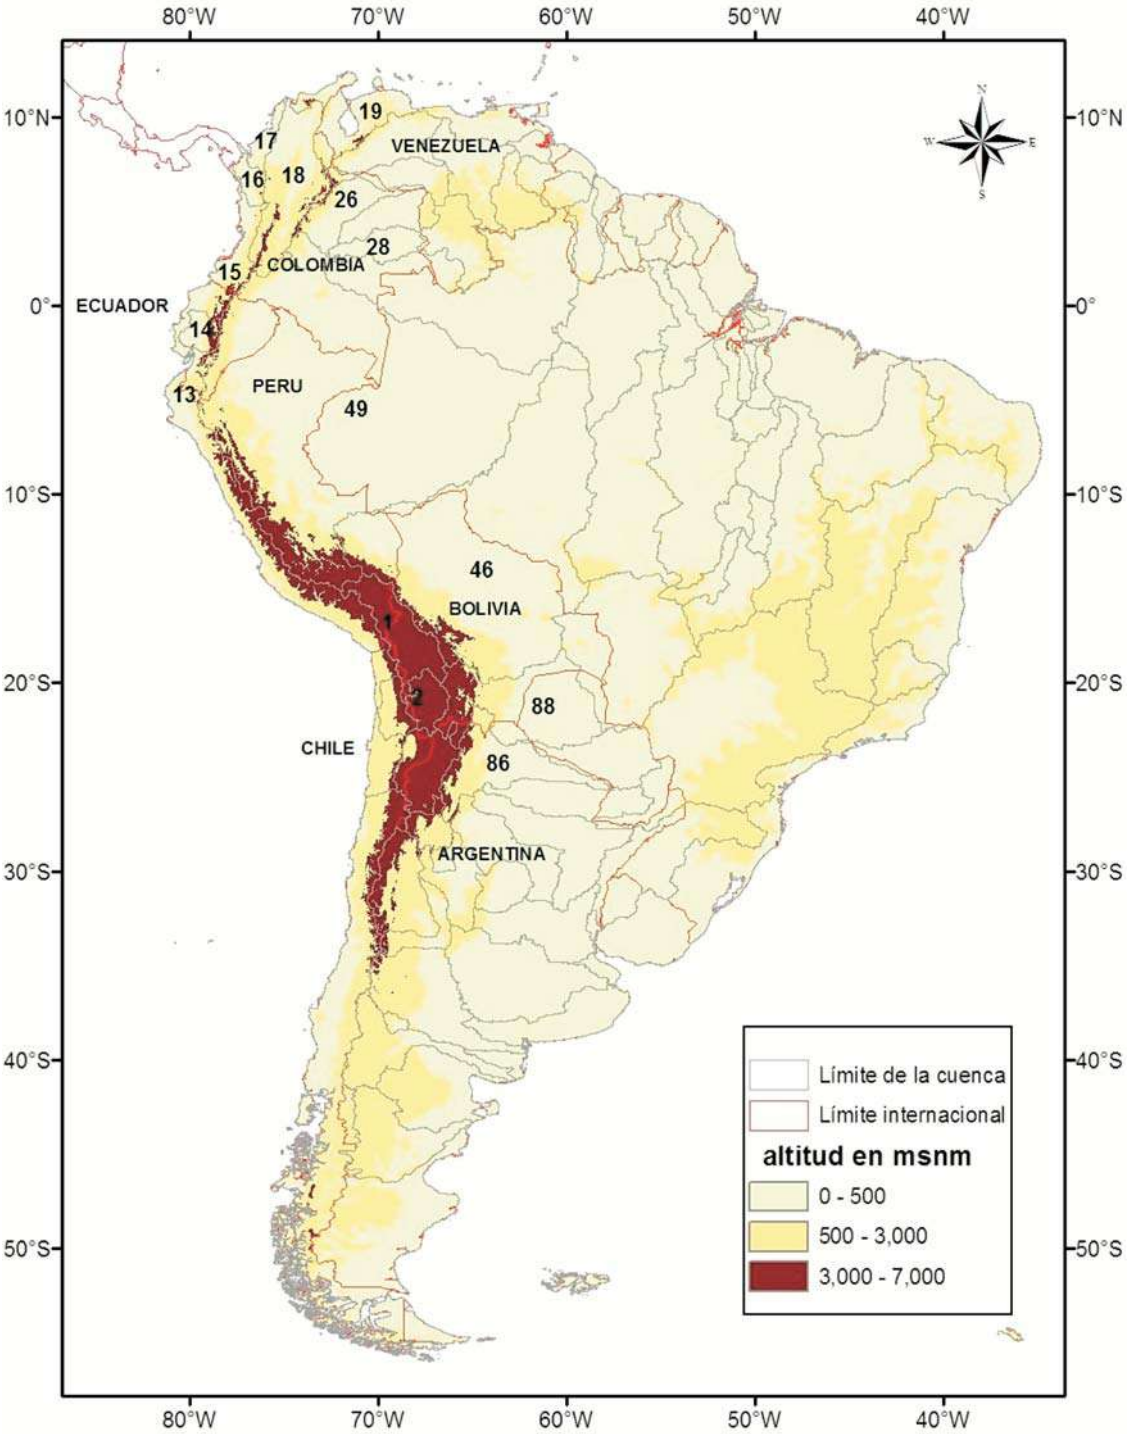 80°W 70°W 60°W 50°W 40°W
N
W E
S
10°N 10°N
19
17
VENEZUELA
16 18
26
28
COLOMBIA
15
ECUADOR
0° 0°
14
PERU
13
49
10°S 10°S
46
BOLIVIA
1
20°S 20°S
2
88
CHILE
86
ARGENTINA
30°S 30°S
40°S 40°S
Límite de la cuenca
Límite internacional
altitud en msnm
0 - 500
500 - 3,000
3,000 - 7,000
50°S 50°S
80°W 70°W 60°W 50°W 40°W